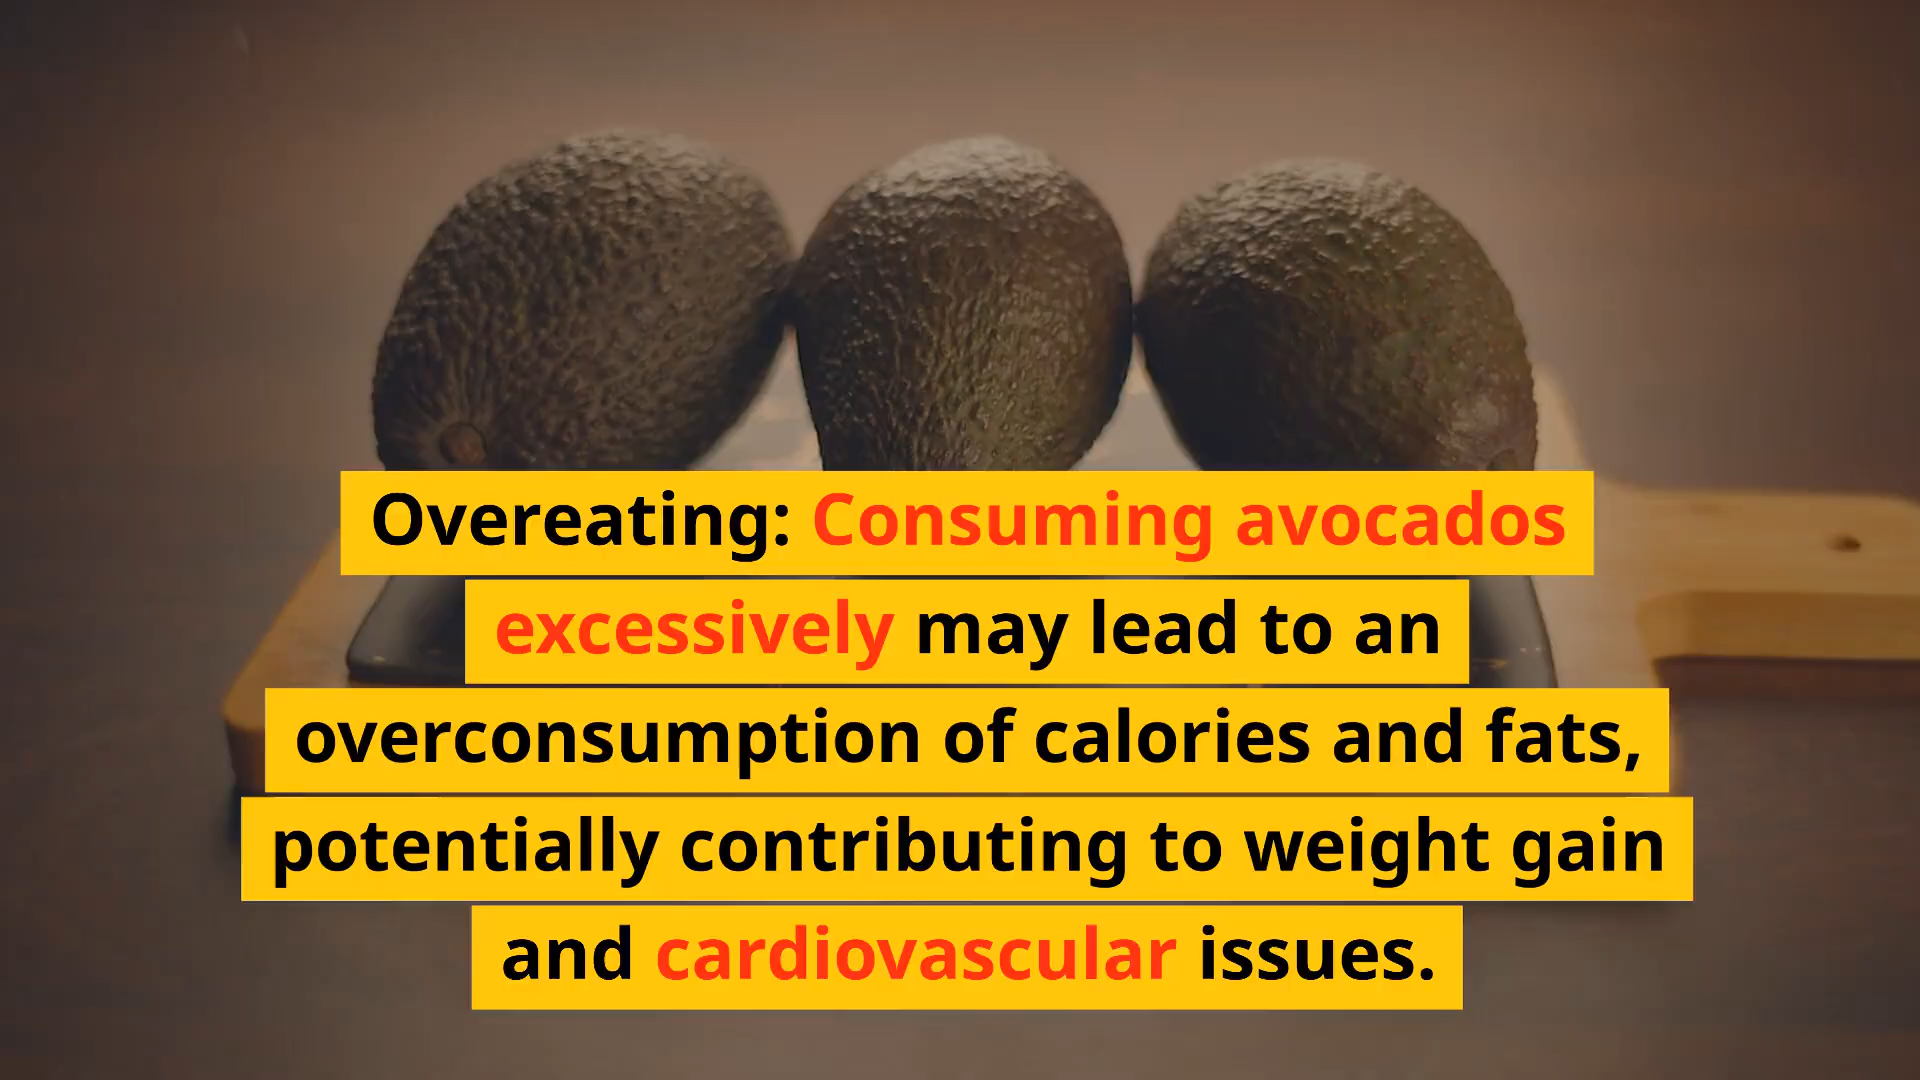 Overeating: Consuming avocados
excessively may lead to an
overconsumption of calories and fats,
potentially contributing to weight gain
and cardiovascular issues.